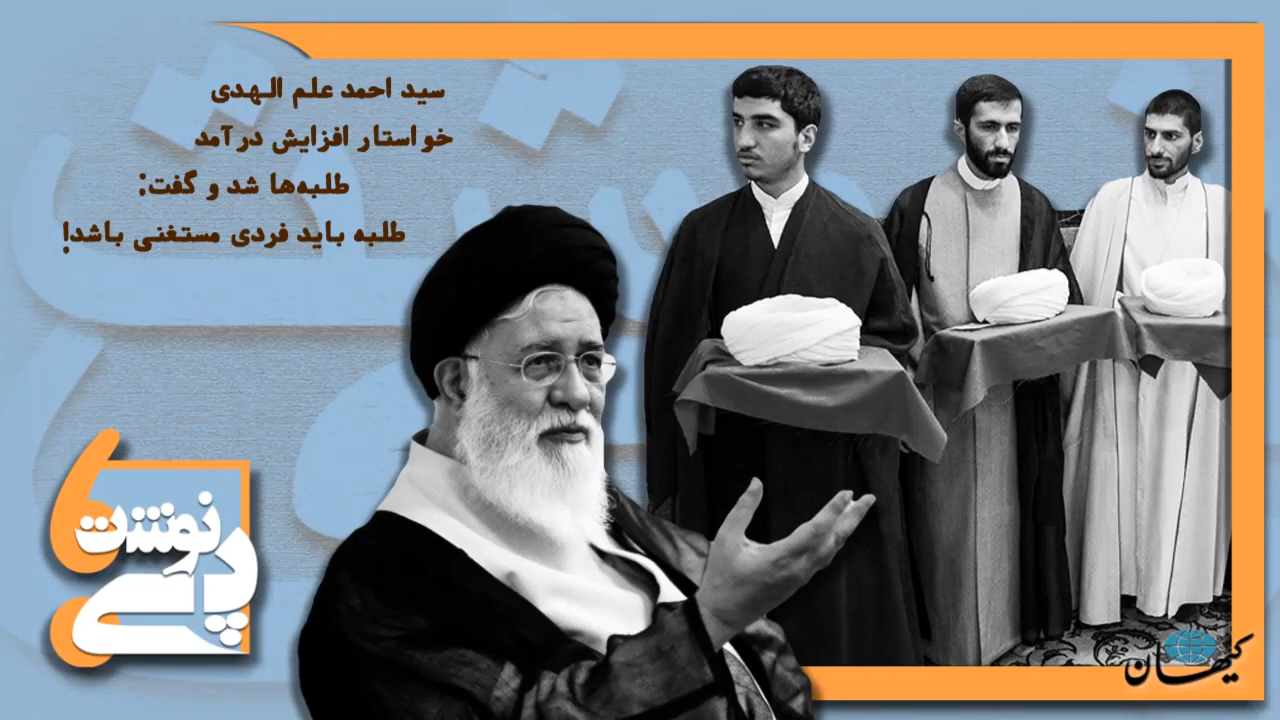 سید احمد علم الهدی
خواستار افزایش درآمد
طلبه‌ها شد و گفت:
طلبه باید فردی مستغنی باشد!
پی نوشت
کیهان